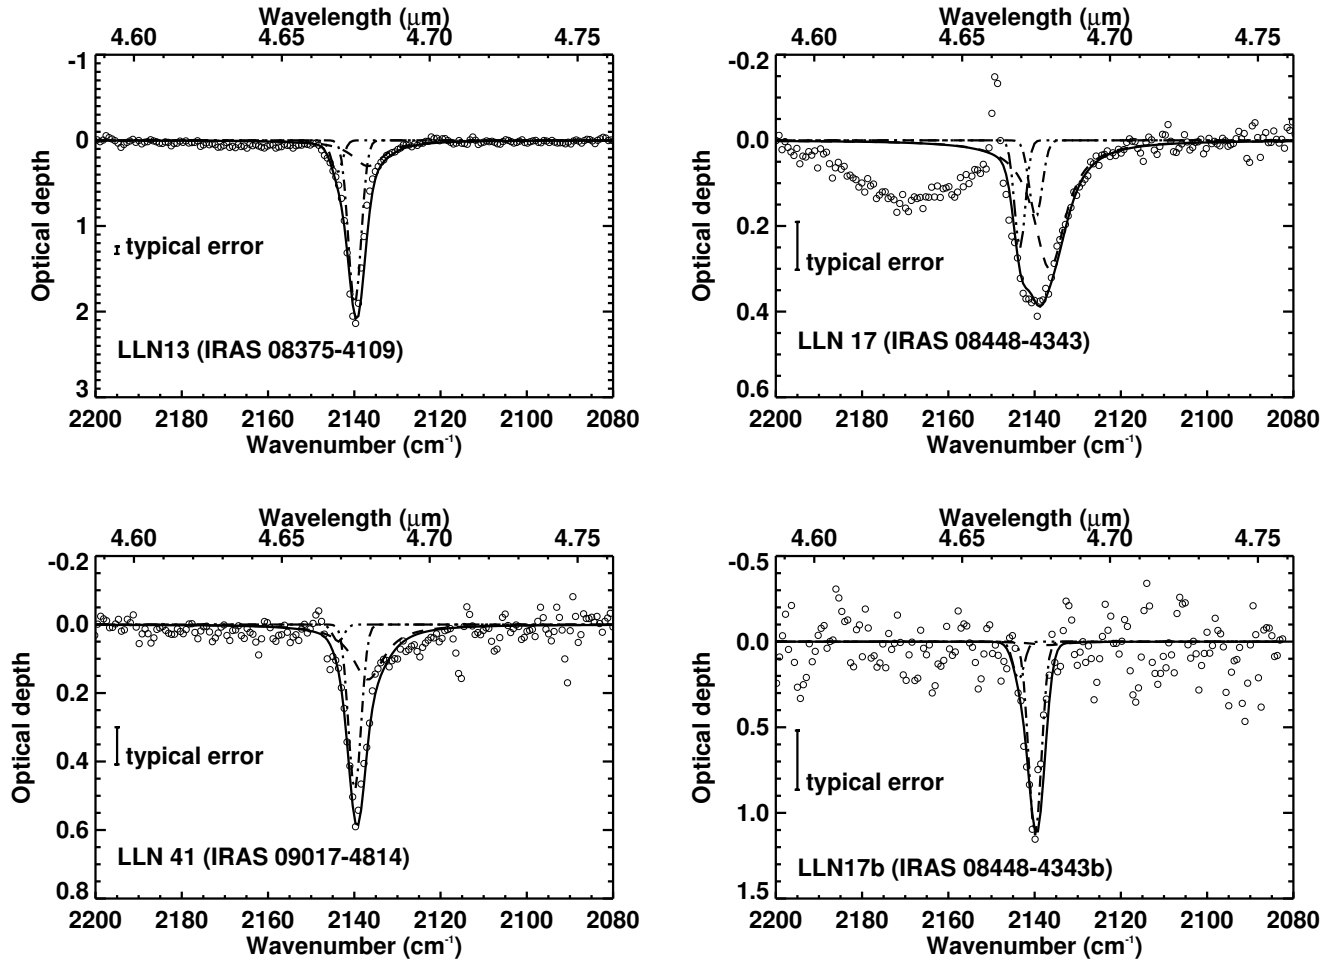 Wavelength (μm)
4.60 4.65 4.70 4.75
-1
0
1
2
3
Optical depth
typical error
LLN13 (IRAS 08375-4109)
2200 2180 2160 2140 2120 2100 2080
Wavenumber (cm-1)
Wavelength (μm)
4.60 4.65 4.70 4.75
-0.2
0.0
0.2
0.4
0.6
Optical depth
typical error
LLN 17 (IRAS 08448-4343)
2200 2180 2160 2140 2120 2100 2080
Wavenumber (cm-1)
Wavelength (μm)
4.60 4.65 4.70 4.75
-0.2
0.0
0.2
0.4
0.6
0.8
Optical depth
typical error
LLN 41 (IRAS 09017-4814)
2200 2180 2160 2140 2120 2100 2080
Wavenumber (cm-1)
Wavelength (μm)
4.60 4.65 4.70 4.75
-0.5
0.0
0.5
1.0
1.5
Optical depth
typical error
LLN17b (IRAS 08448-4343b)
2200 2180 2160 2140 2120 2100 2080
Wavenumber (cm-1)